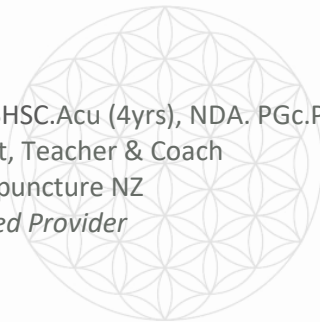 HSC.Acu (4yrs), NDA. PGc.P
t, Teacher & Coach
puncture NZ
ed Provider